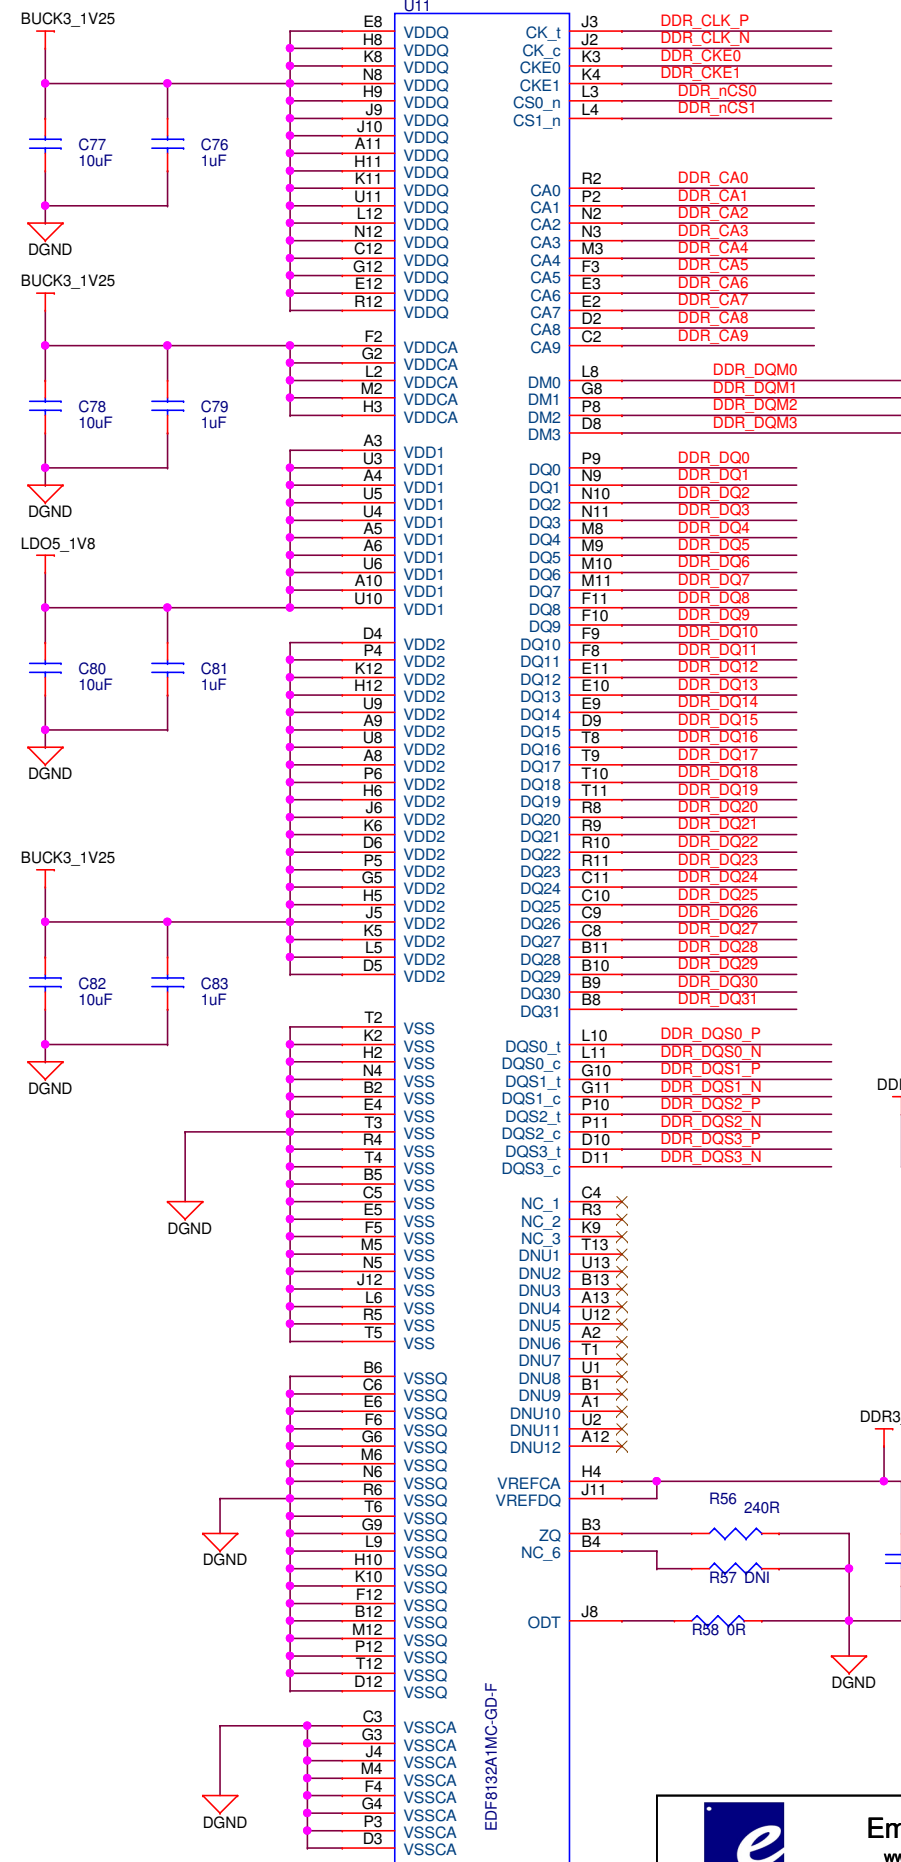 U11
BUCK3_1V25
C77
10uF
C76
1uF
DGND
BUCK3_1V25
C78
10uF
C79
1uF
DGND
LDO5_1V8
C80
10uF
C81
1uF
DGND
BUCK3_1V25
C82
10uF
C83
1uF
DGND
DGND
DGND
DGND
E8 VDDQ
H8 VDDQ
K8 VDDQ
N8 VDDQ
H9 VDDQ
J9 VDDQ
J10 VDDQ
A11 VDDQ
H11 VDDQ
K11 VDDQ
U11 VDDQ
L12 VDDQ
N12 VDDQ
C12 VDDQ
G12 VDDQ
E12 VDDQ
R12 VDDQ
F2 VDDCA
G2 VDDCA
L2 VDDCA
M2 VDDCA
H3 VDDCA
A3 VDD1
U3 VDD1
A4 VDD1
U5 VDD1
U4 VDD1
A5 VDD1
A6 VDD1
U6 VDD1
A10 VDD1
U10 VDD1
D4 VDD2
P4 VDD2
K12 VDD2
H12 VDD2
U9 VDD2
A9 VDD2
U8 VDD2
A8 VDD2
P6 VDD2
H6 VDD2
J6 VDD2
K6 VDD2
D6 VDD2
P5 VDD2
G5 VDD2
H5 VDD2
J5 VDD2
K5 VDD2
L5 VDD2
D5 VDD2
T2 VSS
K2 VSS
H2 VSS
N4 VSS
B2 VSS
E4 VSS
T3 VSS
R4 VSS
T4 VSS
B5 VSS
C5 VSS
E5 VSS
F5 VSS
M5 VSS
N5 VSS
J12 VSS
L6 VSS
R5 VSS
T5 VSS
B6 VSSQ
C6 VSSQ
E6 VSSQ
F6 VSSQ
G6 VSSQ
M6 VSSQ
N6 VSSQ
R6 VSSQ
T6 VSSQ
G9 VSSQ
L9 VSSQ
H10 VSSQ
K10 VSSQ
F12 VSSQ
B12 VSSQ
M12 VSSQ
P12 VSSQ
T12 VSSQ
D12 VSSQ
C3 VSSCA
G3 VSSCA
J4 VSSCA
M4 VSSCA
F4 VSSCA
G4 VSSCA
P3 VSSCA
D3 VSSCA
EDF8132A1MC-GD-F
CK_t J3 DDR_CLK_P
CK_c J2 DDR_CLK_N
CKE0 K3 DDR_CKE0
CKE1 K4 DDR_CKE1
CS0_n L3 DDR_nCS0
CS1_n L4 DDR_nCS1
CA0 R2 DDR_CA0
CA1 P2 DDR_CA1
CA2 N2 DDR_CA2
CA3 N3 DDR_CA3
CA4 M3 DDR_CA4
CA5 F3 DDR_CA5
CA6 E3 DDR_CA6
CA7 E2 DDR_CA7
CA8 D2 DDR_CA8
CA9 C2 DDR_CA9
DM0 L8 DDR_DQM0
DM1 G8 DDR_DQM1
DM2 P8 DDR_DQM2
DM3 D8 DDR_DQM3
DQ0 P9 DDR_DQ0
DQ1 N9 DDR_DQ1
DQ2 N10 DDR_DQ2
DQ3 N11 DDR_DQ3
DQ4 M8 DDR_DQ4
DQ5 M9 DDR_DQ5
DQ6 M10 DDR_DQ6
DQ7 M11 DDR_DQ7
DQ8 F11 DDR_DQ8
DQ9 F10 DDR_DQ9
DQ10 F9 DDR_DQ10
DQ11 F8 DDR_DQ11
DQ12 E11 DDR_DQ12
DQ13 E10 DDR_DQ13
DQ14 E9 DDR_DQ14
DQ15 D9 DDR_DQ15
DQ16 T8 DDR_DQ16
DQ17 T9 DDR_DQ17
DQ18 T10 DDR_DQ18
DQ19 T11 DDR_DQ19
DQ20 R8 DDR_DQ20
DQ21 R9 DDR_DQ21
DQ22 R10 DDR_DQ22
DQ23 R11 DDR_DQ23
DQ24 C11 DDR_DQ24
DQ25 C10 DDR_DQ25
DQ26 C9 DDR_DQ26
DQ27 C8 DDR_DQ27
DQ28 B11 DDR_DQ28
DQ29 B10 DDR_DQ29
DQ30 B9 DDR_DQ30
DQ31 B8 DDR_DQ31
DQS0_t L10 DDR_DQS0_P
DQS0_c L11 DDR_DQS0_N
DQS1_t G10 DDR_DQS1_P
DQS1_c G11 DDR_DQS1_N
DQS2_t P10 DDR_DQS2_P
DQS2_c P11 DDR_DQS2_N
DQS3_t D10 DDR_DQS3_P
DQS3_c D11 DDR_DQS3_N
NC_1 C4
NC_2 R3
NC_3 K9
DNU1 T13
DNU2 U13
DNU3 B13
DNU4 A13
DNU5 U12
DNU6 A2
DNU7 T1
DNU8 U1
DNU9 B1
DNU10 A1
DNU11 U2
DNU12 A12
VREFCA H4
VREFDQ J11
ZQ B3
NC_6 B4
ODT J8
R56
240R
R57 DNI
R58 0R
DGND
DDR3_
e